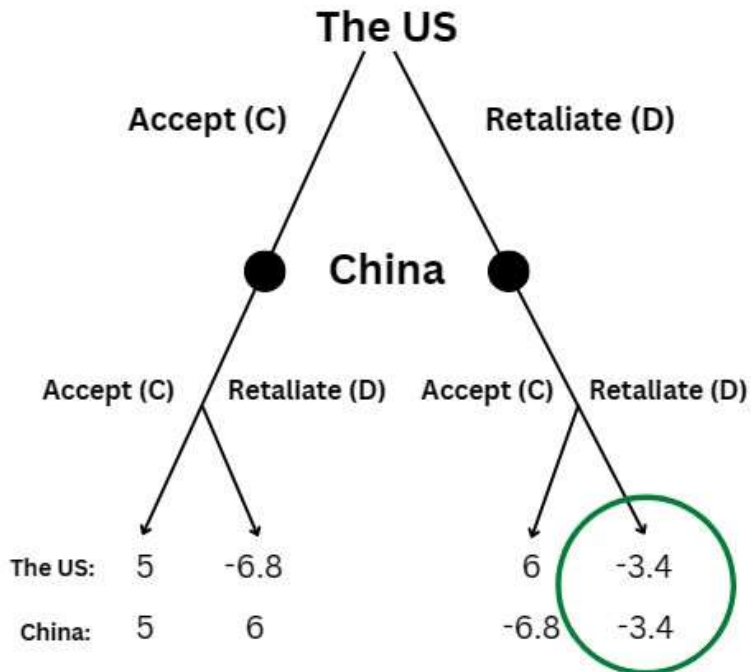 The US
Accept (C) Retaliate (D)
China
Accept (C) Retaliate (D) Accept (C) Retaliate (D)
The US: 5 -6.8 6 -3.4
China: 5 6 -6.8 -3.4